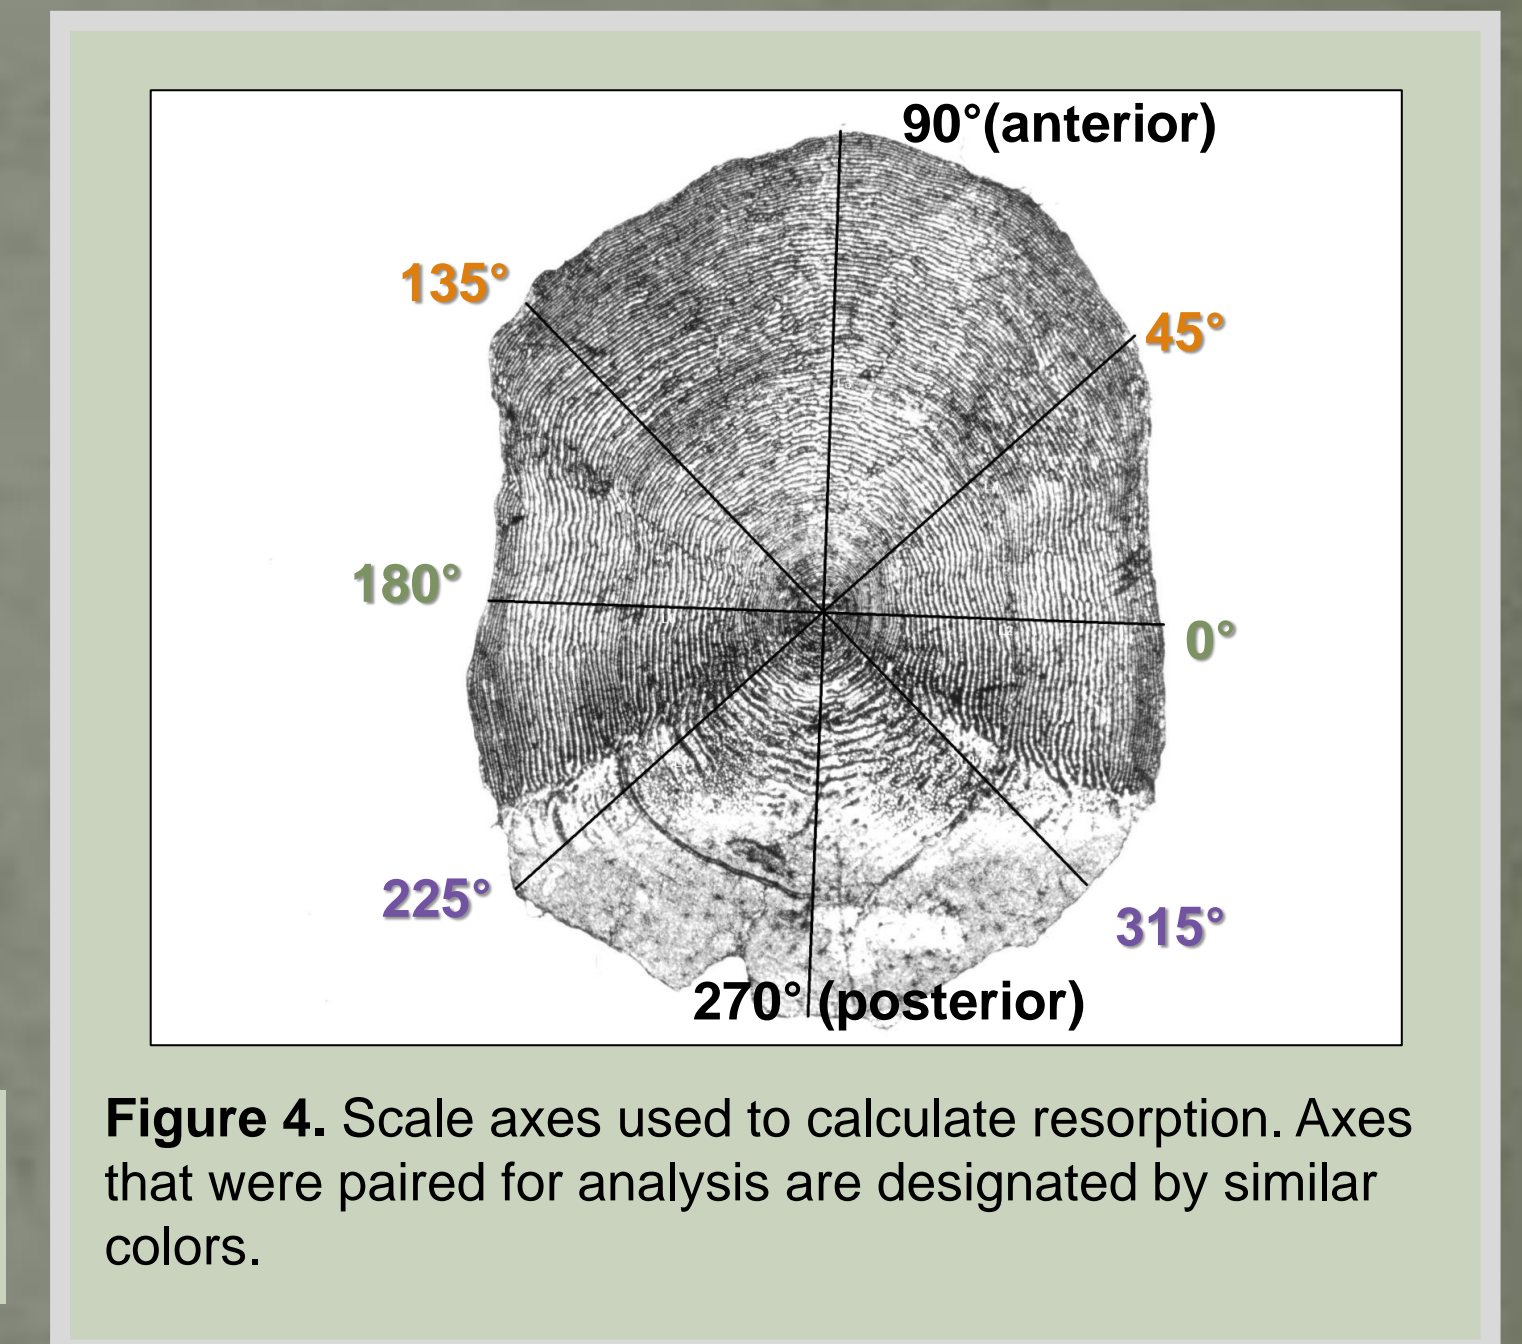 90°(anterior)
135°
45°
180°
0°
225°
315°
270° (posterior)
Figure 4. Scale axes used to calculate resorption. Axes
that were paired for analysis are designated by similar
colors.